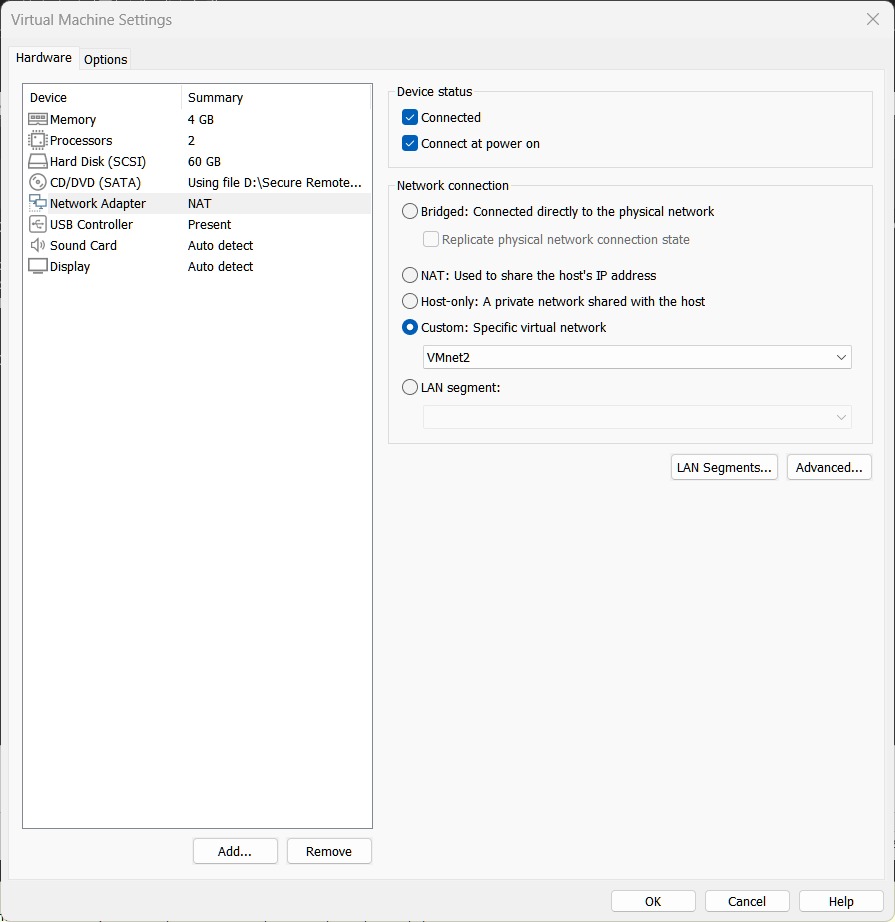 Virtual Machine Settings
Hardware Options
Device Summary
Memory 4 GB
Processors 2
Hard Disk (SCSI) 60 GB
CD/DVD (SATA) Using file D:\Secure Remote...
Network Adapter NAT
USB Controller Present
Sound Card Auto detect
Display Auto detect
Add... Remove
Device status
Connected
Connect at power on
Network connection
Bridged: Connected directly to the physical network
Replicate physical network connection state
NAT: Used to share the host's IP address
Host-only: A private network shared with the host
Custom: Specific virtual network
VMnet2
LAN segment:
LAN Segments... Advanced...
OK Cancel Help